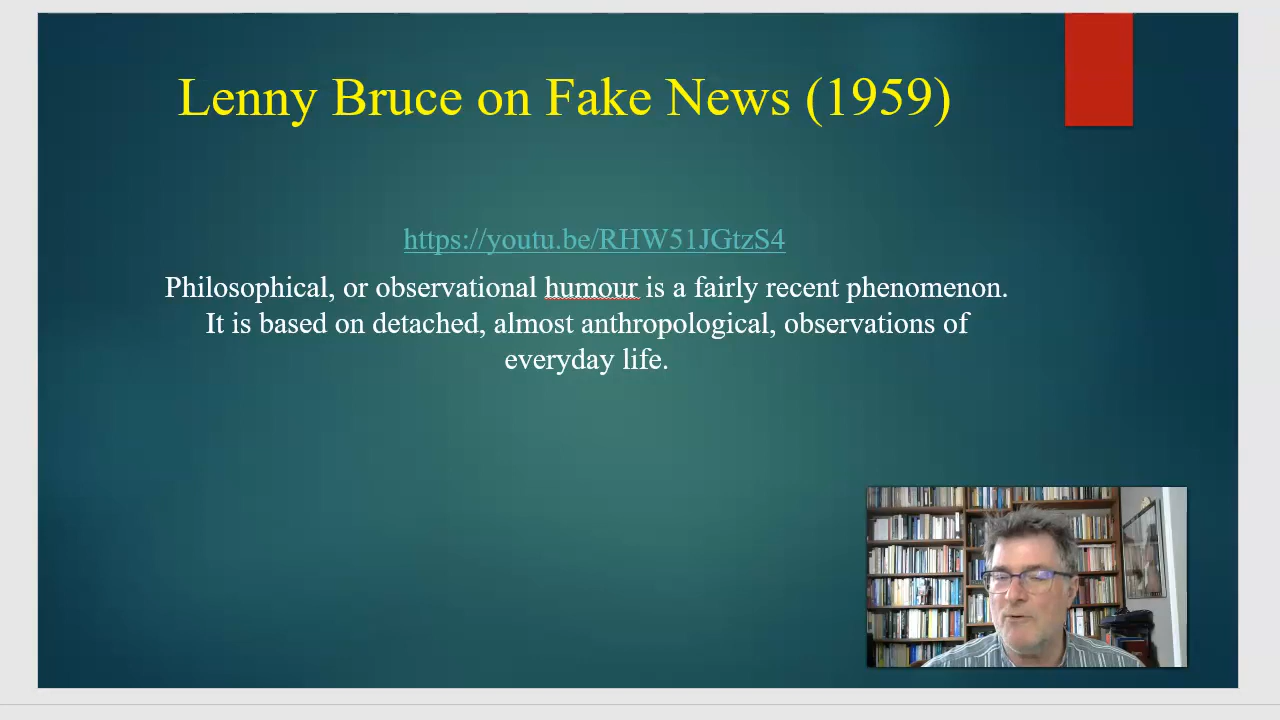 Lenny Bruce on Fake News (1959)
https://youtu.be/RHW51JGtzS4
Philosophical, or observational humour is a fairly recent phenomenon.
It is based on detached, almost anthropological, observations of
everyday life.